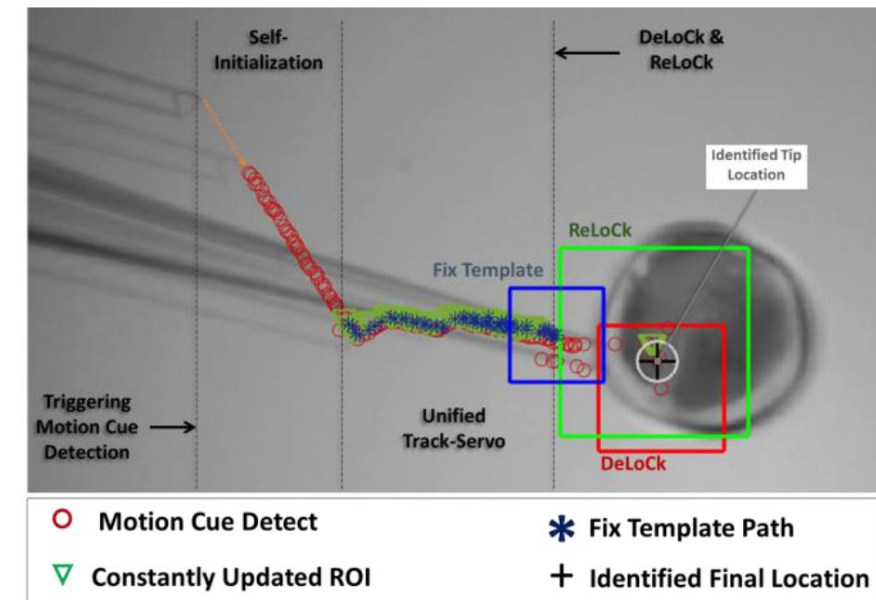 Self-
Initialization
DeLoCk &
ReLoCk
Identified Tip
Location
ReLoCk
Fix Template
Triggering
Motion Cue
Detection
Unified
Track-Servo
DeLoCk
Motion Cue Detect
Fix Template Path
Constantly Updated ROI
Identified Final Location